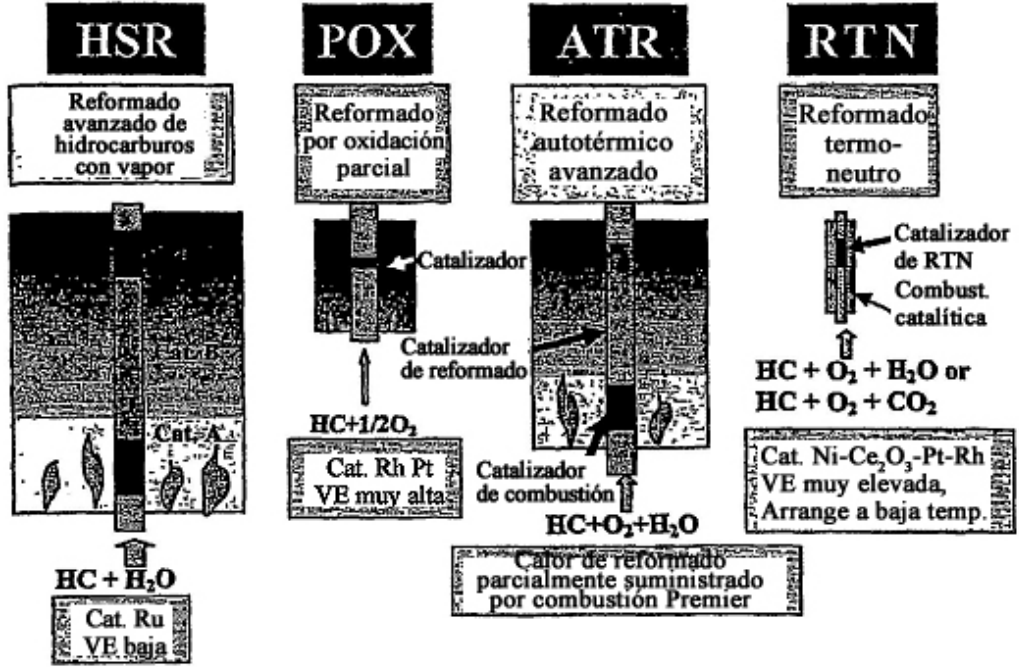 HSR
Reformado
avanzado de
hidrocarburos
con vapor
Cat. B
Cat. A
HC + H₂O
Cat. Ru
VE baja
POX
Reformado
por oxidación
parcial
Catalizador
HC+1/2O₂
Cat. Rh Pt
VE muy alta
ATR
Reformado
autotérmico
avanzado
Catalizador
de reformado
Catalizador
de combustión
HC+O₂+H₂O
Calor de reformado
parcialmente suministrado
por combustión Premier
RTN
Reformado
termo-
neutro
Catalizador
de RTN
Combust.
catalítica
HC + O₂ + H₂O or
HC + O₂ + CO₂
Cat. Ni-Ce₂O₃-Pt-Rh
VE muy elevada,
Arrange a baja temp.